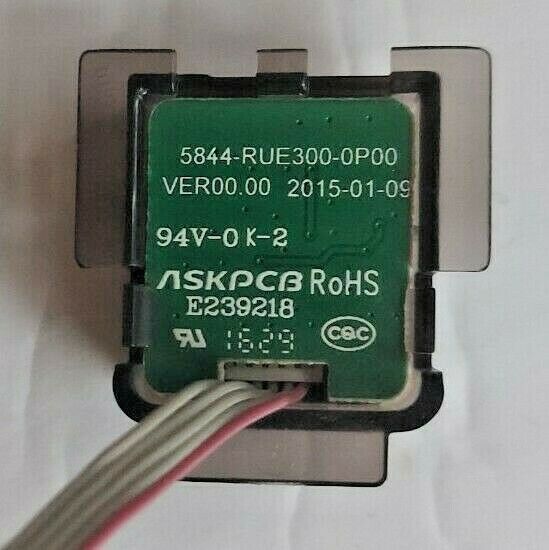 5844-RUE300-0P00
VER00.00 2015-01-09
94V-0 K-2
ASKPCB RoHS
E239218
1629
CQC